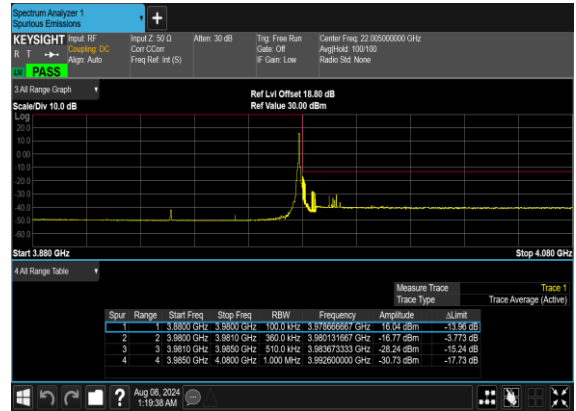 Spectrum Analyzer 1
Spurious Emissions
+
KEYSIGHT Input: RF Input Z: 50 Ω Atten: 30 dB Trig: Free Run Center Freq: 22.005000000 GHz
R T Coupling: DC Corr CCorr Gate: Off Avg|Hold: 100/100
Align: Auto Freq Ref: Int (S) IF Gain: Low Radio Std: None
LW PASS
3 All Range Graph Ref Lvl Offset 18.80 dB
Scale/Div 10.0 dB Ref Value 30.00 dBm
Log
20.0
10.0
0.00
-10.0
-20.0
-30.0
-40.0
-50.0
-60.0
Start 3.880 GHz Stop 4.080 GHz
4 All Range Table
Measure Trace Trace 1
Trace Type Trace Average (Active)
Spur Range Start Freq Stop Freq RBW Frequency Amplitude ΔLimit
1 1 3.8800 GHz 3.9800 GHz 100.0 kHz 3.978666667 GHz 16.04 dBm -13.96 dB
2 2 3.9800 GHz 3.9810 GHz 360.0 kHz 3.980131667 GHz -16.77 dBm -3.773 dB
3 3 3.9810 GHz 3.9850 GHz 510.0 kHz 3.983673333 GHz -28.24 dBm -15.24 dB
4 4 3.9850 GHz 4.0800 GHz 1.000 MHz 3.992600000 GHz -30.73 dBm -17.73 dB
? Aug 08, 2024
1:19:38 AM